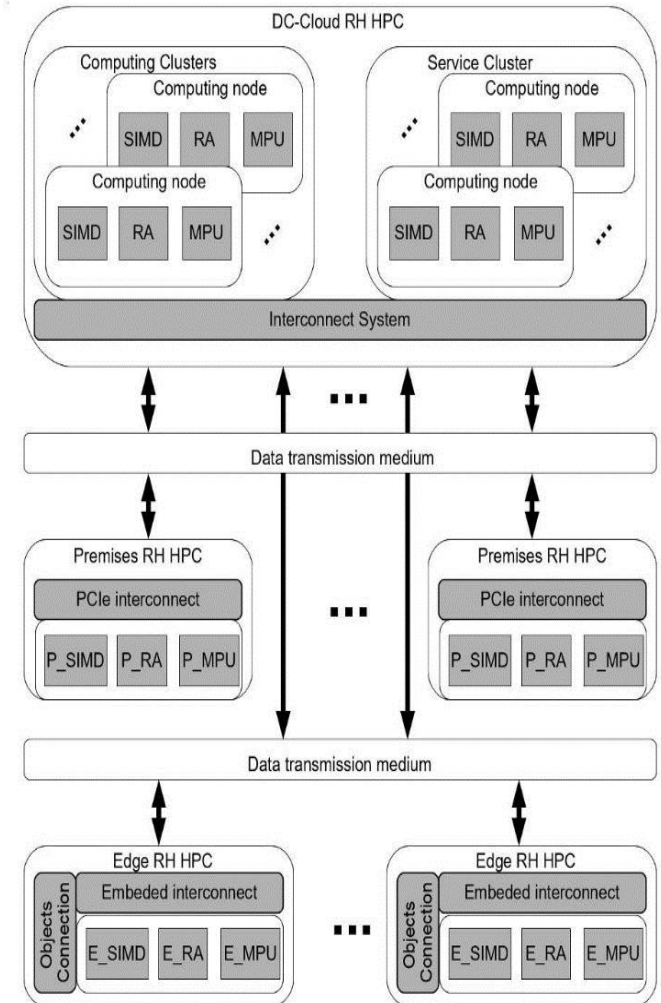 DC-Cloud RH HPC
Computing Clusters
Computing node
SIMD RA MPU
Computing node
SIMD RA MPU
Service Cluster
Computing node
SIMD RA MPU
Computing node
SIMD RA MPU
Interconnect System
Data transmission medium
Premises RH HPC
PCIe interconnect
P_SIMD P_RA P_MPU
Premises RH HPC
PCIe interconnect
P_SIMD P_RA P_MPU
Data transmission medium
Edge RH HPC
Objects
Connection
Embeded interconnect
E_SIMD E_RA E_MPU
Edge RH HPC
Objects
Connection
Embeded interconnect
E_SIMD E_RA E_MPU